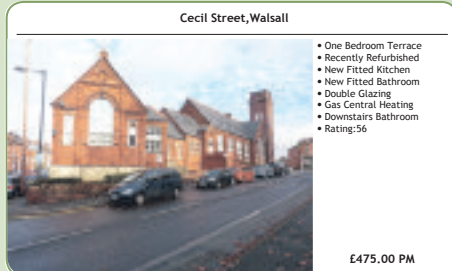 Cecil Street,Walsall
• One Bedroom Terrace
• Recently Refurbished
• New Fitted Kitchen
• New Fitted Bathroom
• Double Glazing
• Gas Central Heating
• Downstairs Bathroom
• Rating:56
£475.00 PM